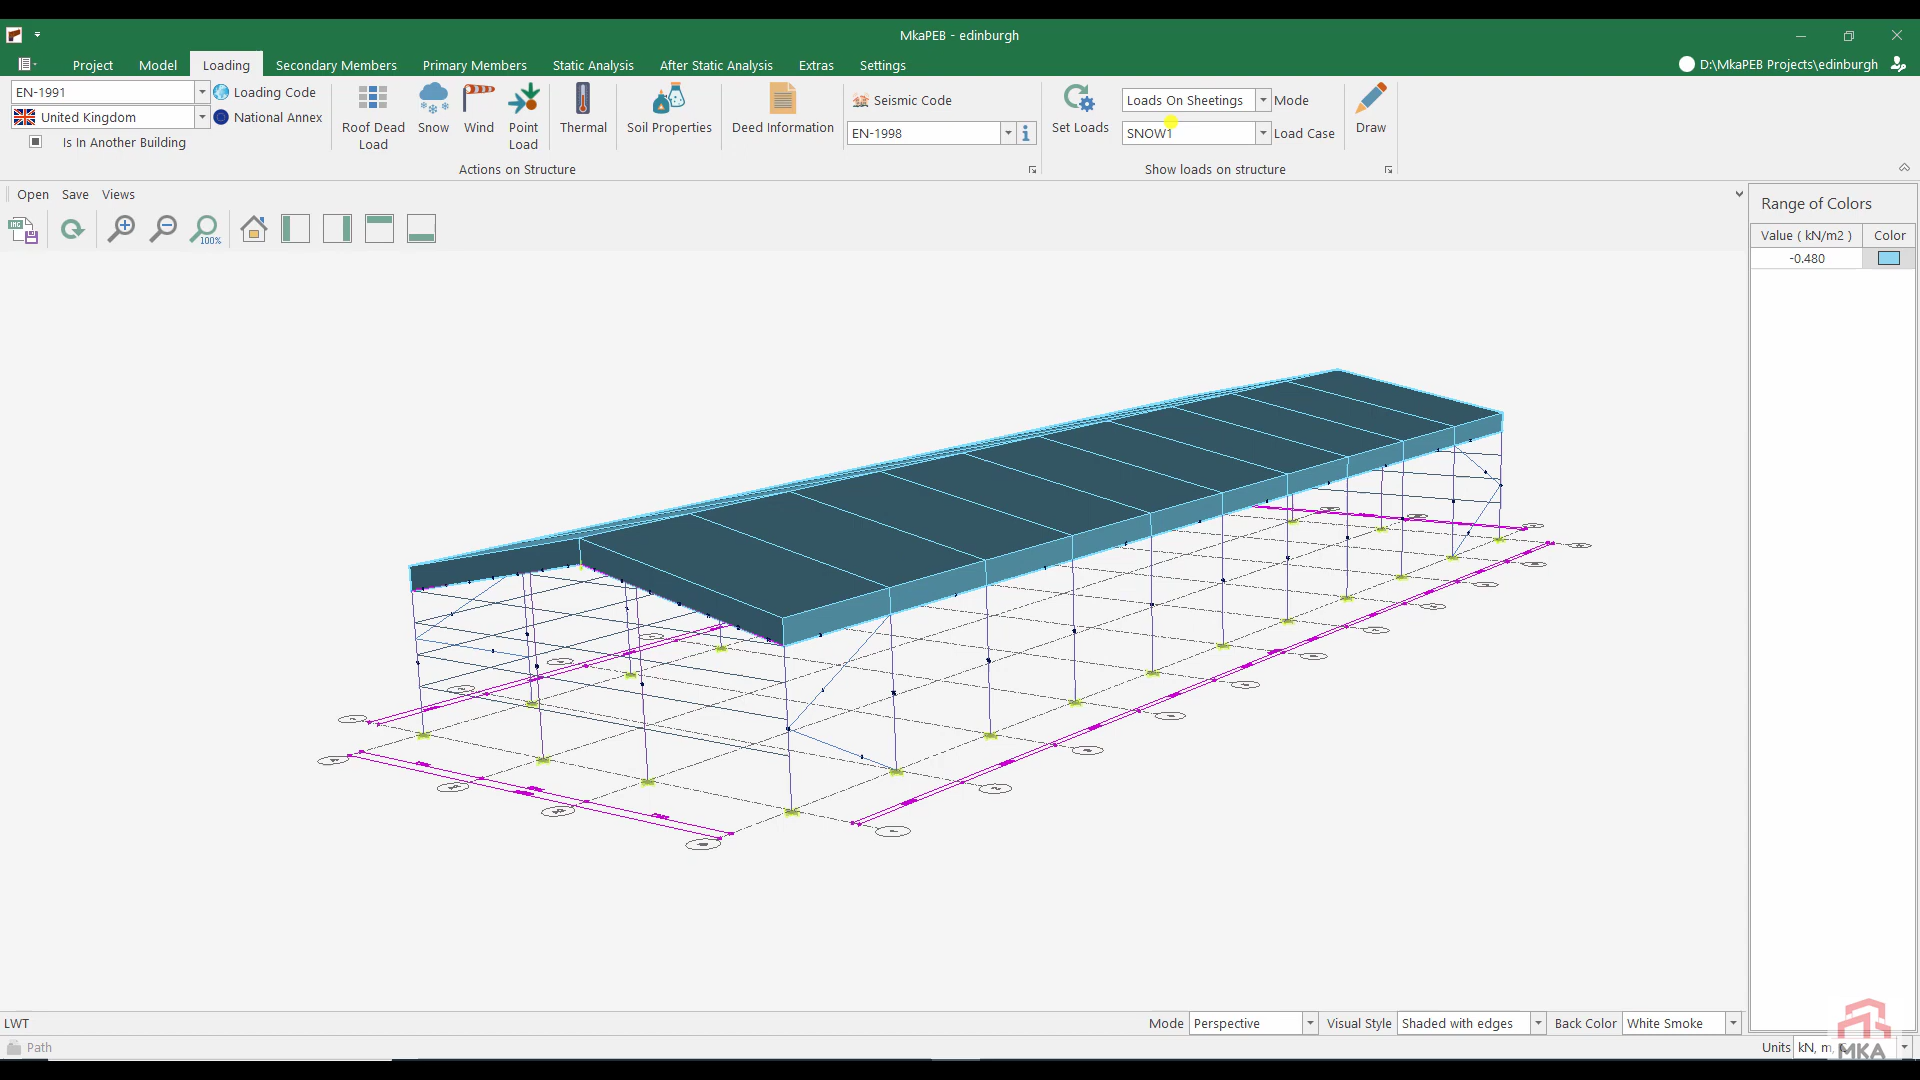 MkaPEB - edinburgh
Project Model Loading Secondary Members Primary Members Static Analysis After Static Analysis Extras Settings D:\MkaPEB Projects\edinburgh
EN-1991 Loading Code
United Kingdom National Annex
Is In Another Building
Roof Dead Load
Snow
Wind
Point Load
Thermal
Soil Properties
Deed Information
Seismic Code
EN-1998
Actions on Structure
Set Loads
Loads On Sheetings Mode
SNOW1 Load Case
Draw
Show loads on structure
Open Save Views
100%
Range of Colors
Value ( kN/m2 ) Color
-0.480
LWT
Mode Perspective Visual Style Shaded with edges Back Color White Smoke
Path
Units kN, m,
MKA